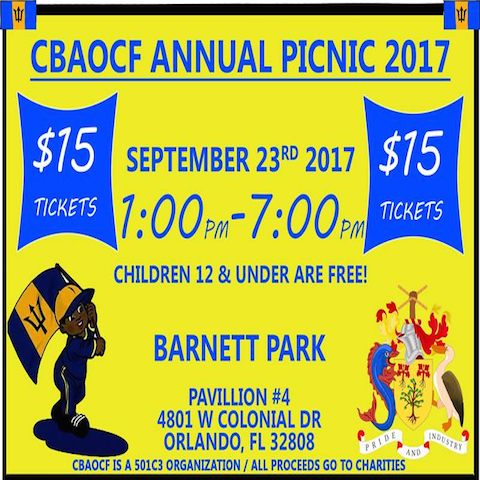 CBAOCF ANNUAL PICNIC 2017
$15
TICKETS
SEPTEMBER 23RD 2017
1:00PM-7:00PM
$15
TICKETS
CHILDREN 12 & UNDER ARE FREE!
BARNETT PARK
PAVILLION #4
4801 W COLONIAL DR
ORLANDO, FL 32808
PRIDE AND INDUSTRY
CBAOCF IS A 501C3 ORGANIZATION / ALL PROCEEDS GO TO CHARITIES